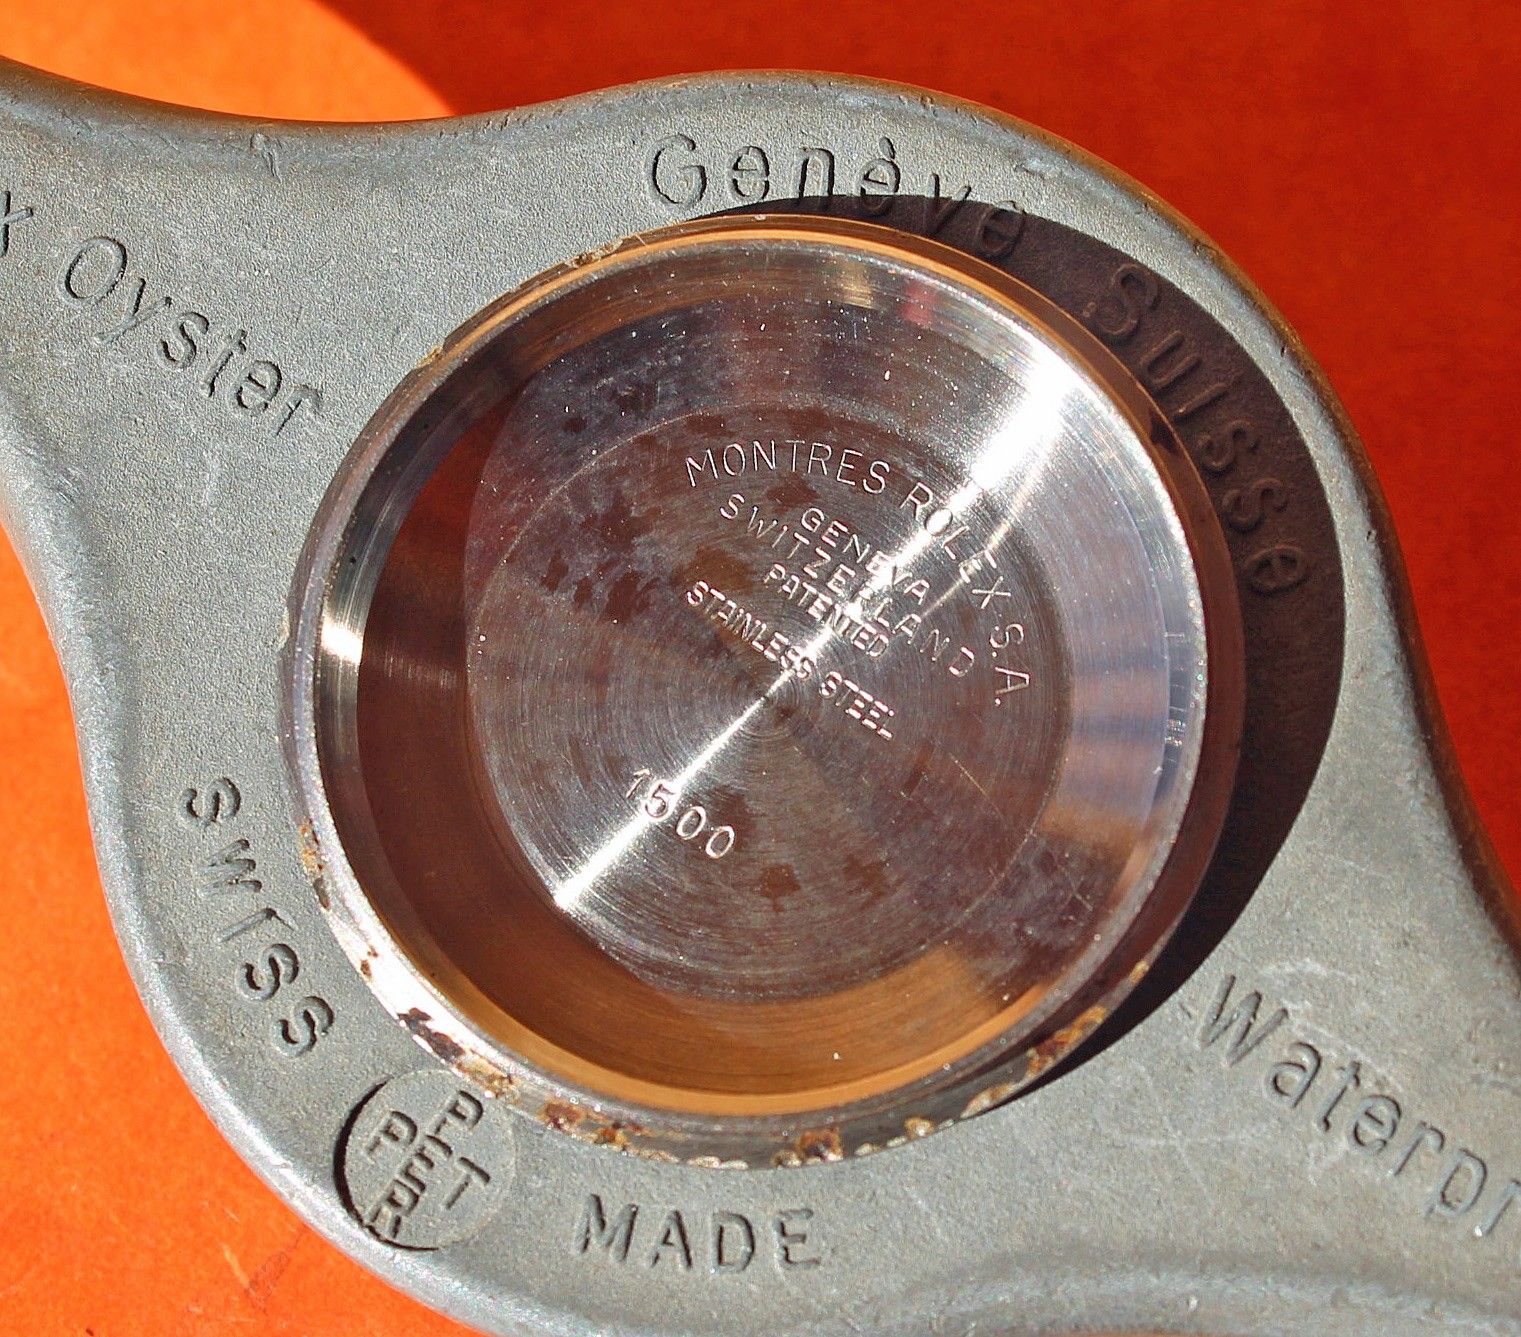 x Oyster
Genève Suisse
MONTRES ROLEX S.A.
GENEVA
SWITZERLAND
PATENTED
STAINLESS STEEL
1500
SWISS
MADE
Waterpr